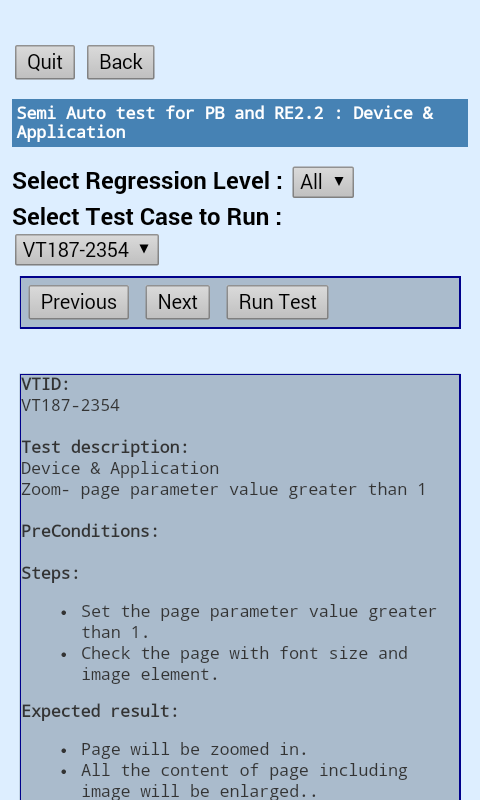 Quit Back
Semi Auto test for PB and RE2.2 : Device &
Application
Select Regression Level : All
Select Test Case to Run :
VT187-2354
Previous Next Run Test
VTID:
VT187-2354
Test description:
Device & Application
Zoom- page parameter value greater than 1
PreConditions:
Steps:
• Set the page parameter value greater
than 1.
• Check the page with font size and
image element.
Expected result:
• Page will be zoomed in.
• All the content of page including
image will be enlarged..